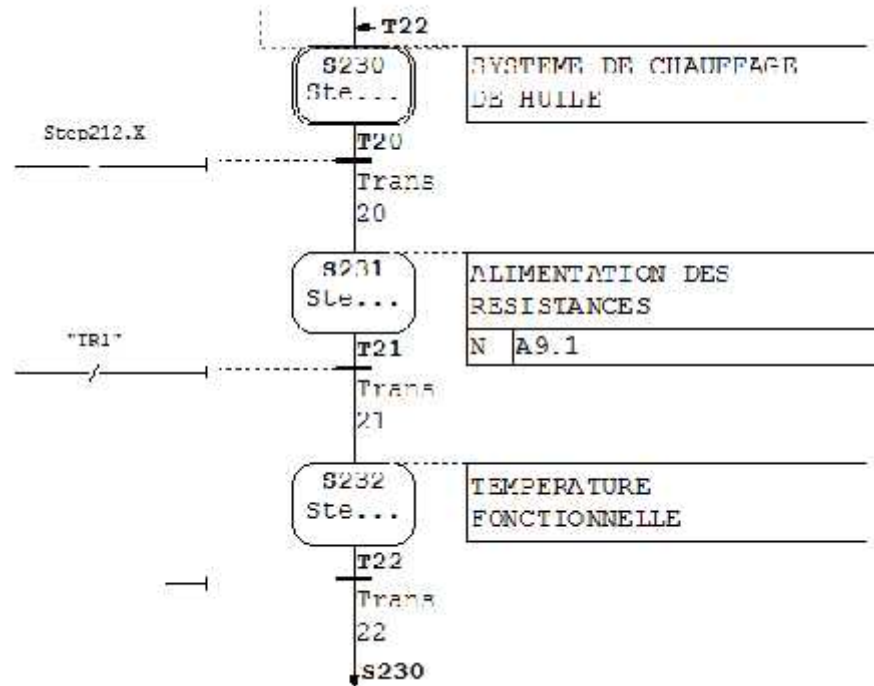 T22
S230
Ste...
SYSTEME DE CHAUFFAGE
DE HUILE
Step212.X
T20
Trans
20
S231
Ste...
ALIMENTATION DES
RESISTANCES
N A9.1
"TR1"
T21
Trans
21
S232
Ste...
TEMPERATURE
FONCTIONNELLE
T22
Trans
22
S230